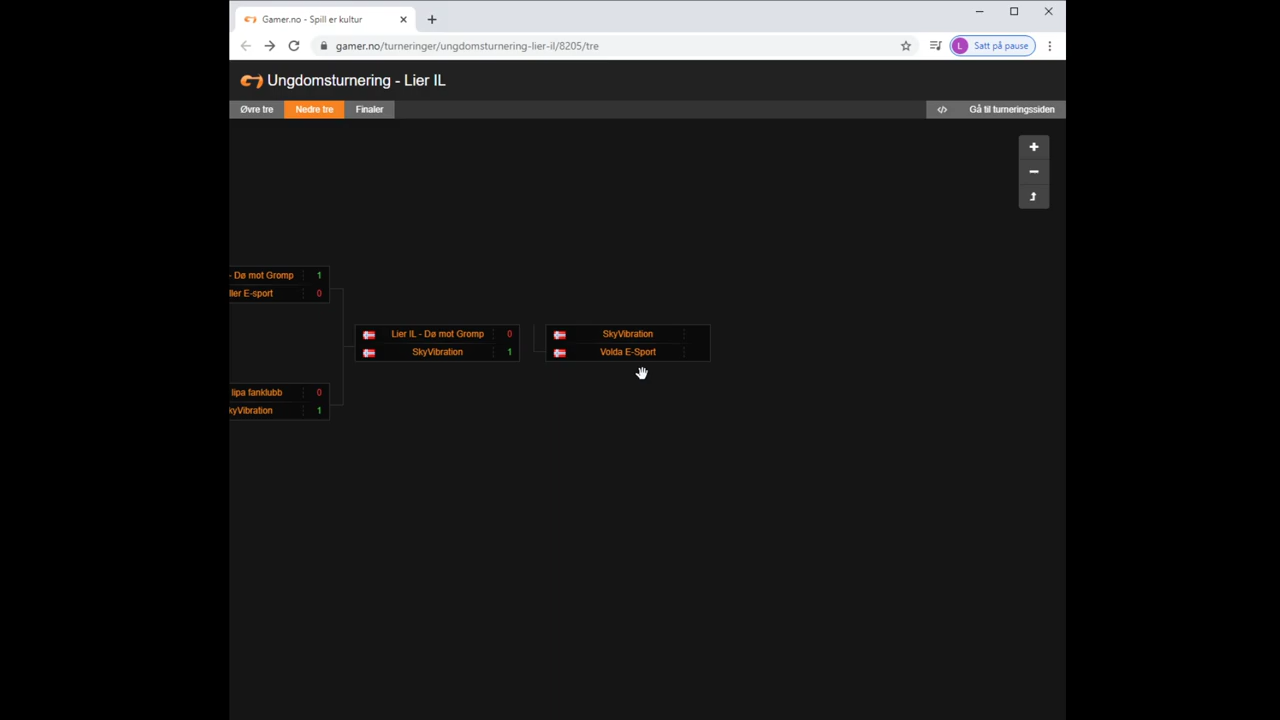 Gamer.no - Spill er kultur
gamer.no/turneringer/ungdomsturnering-lier-il/8205/tre
L Satt på pause
Ungdomsturnering - Lier IL
Øvre tre Nedre tre Finaler
Gå til turneringssiden
- Dø mot Gromp 1
ller E-sport 0
Lier IL - Dø mot Gromp 0
SkyVibration 1
SkyVibration
Volda E-Sport
lipa fanklubb 0
kyVibration 1